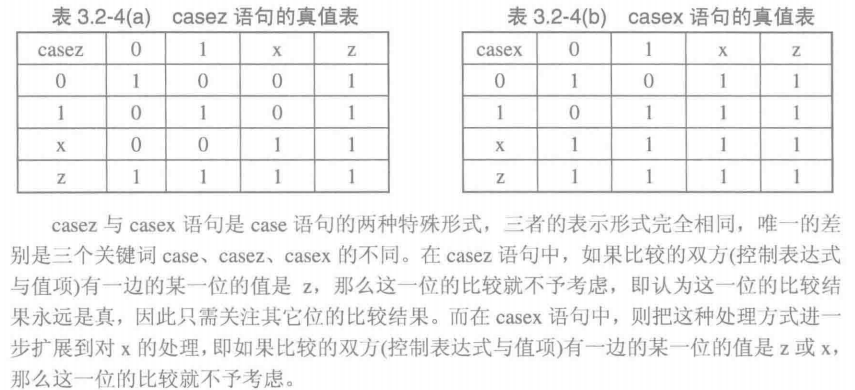 表 3.2-4(a) casez 语句的真值表
casez 0 1 x z
0 1 0 0 1
1 0 1 0 1
x 0 0 1 1
z 1 1 1 1
表 3.2-4(b) casex 语句的真值表
casex 0 1 x z
0 1 0 1 1
1 0 1 1 1
x 1 1 1 1
z 1 1 1 1
casez 与 casex 语句是 case 语句的两种特殊形式，三者的表示形式完全相同，唯一的差
别是三个关键词 case、casez、casex 的不同。在 casez 语句中，如果比较的双方(控制表达式
与值项)有一边的某一位的值是 z，那么这一位的比较就不予考虑，即认为这一位的比较结
果永远是真，因此只需关注其它位的比较结果。而在 casex 语句中，则把这种处理方式进一
步扩展到对 x 的处理，即如果比较的双方(控制表达式与值项)有一边的某一位的值是 z 或 x，
那么这一位的比较就不予考虑。